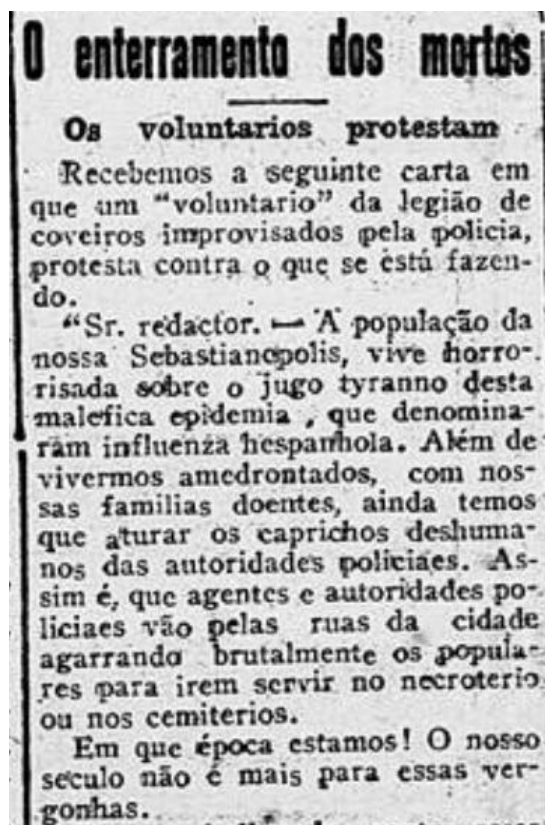 O enterramento dos mortos
Os voluntarios protestam
Recebemos a seguinte carta em
que um "voluntario" da legião de
coveiros improvisados pela policia,
protesta contra o que se está fazen-
do.
"Sr. redactor. — A população da
nossa Sebastianopolis, vive horro-
risada sobre o jugo tyranno desta
malefica epidemia , que denomina-
ram influenza hespanhola. Além de
vivermos amedrontados, com nos-
sas familias doentes, ainda temos
que aturar os caprichos deshuma-
nos das autoridades policiaes. As-
sim é, que agentes e autoridades po-
liciaes vão pelas ruas da cidade
agarrando brutalmente os popula-
res para irem servir no necroterio
ou nos cemiterios.
Em que época estamos! O nosso
seculo não é mais para essas ver-
gonhas.